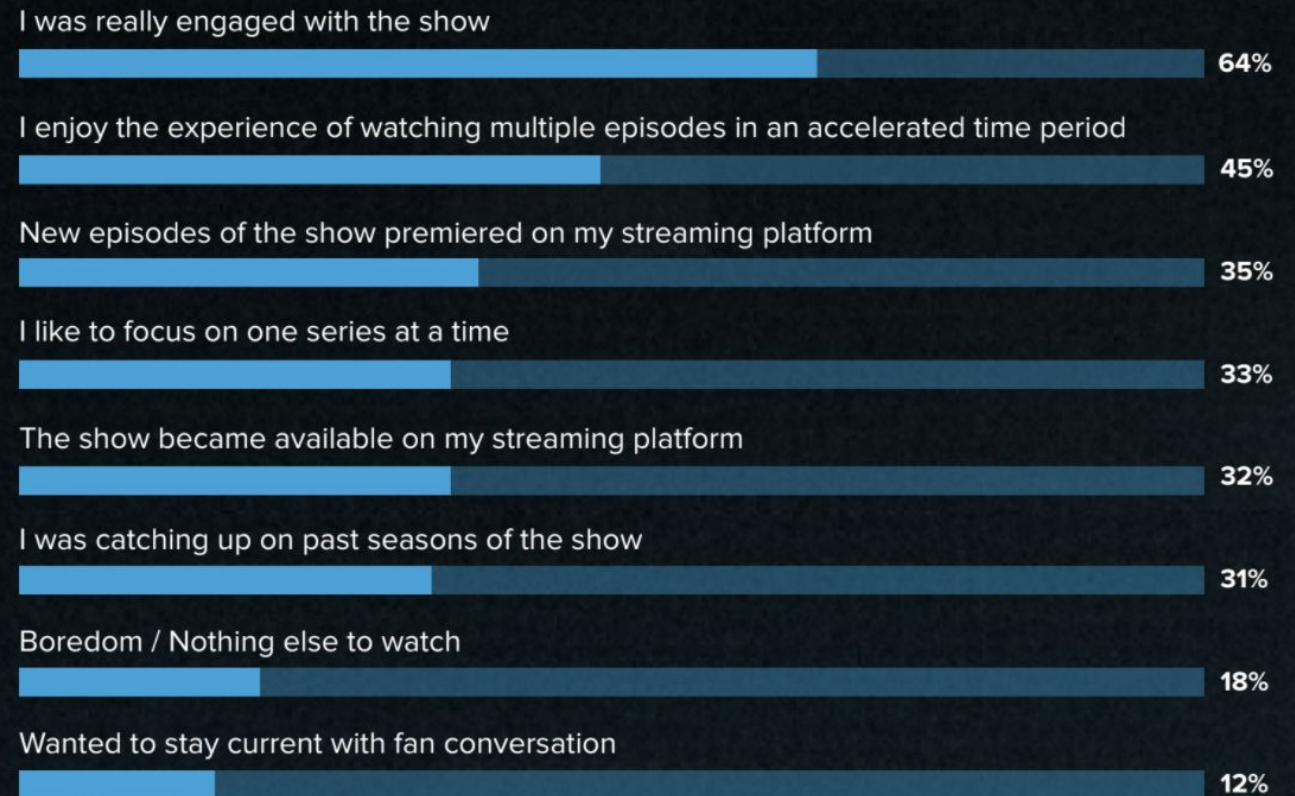 I was really engaged with the show
64%
I enjoy the experience of watching multiple episodes in an accelerated time period
45%
New episodes of the show premiered on my streaming platform
35%
I like to focus on one series at a time
33%
The show became available on my streaming platform
32%
I was catching up on past seasons of the show
31%
Boredom / Nothing else to watch
18%
Wanted to stay current with fan conversation
12%